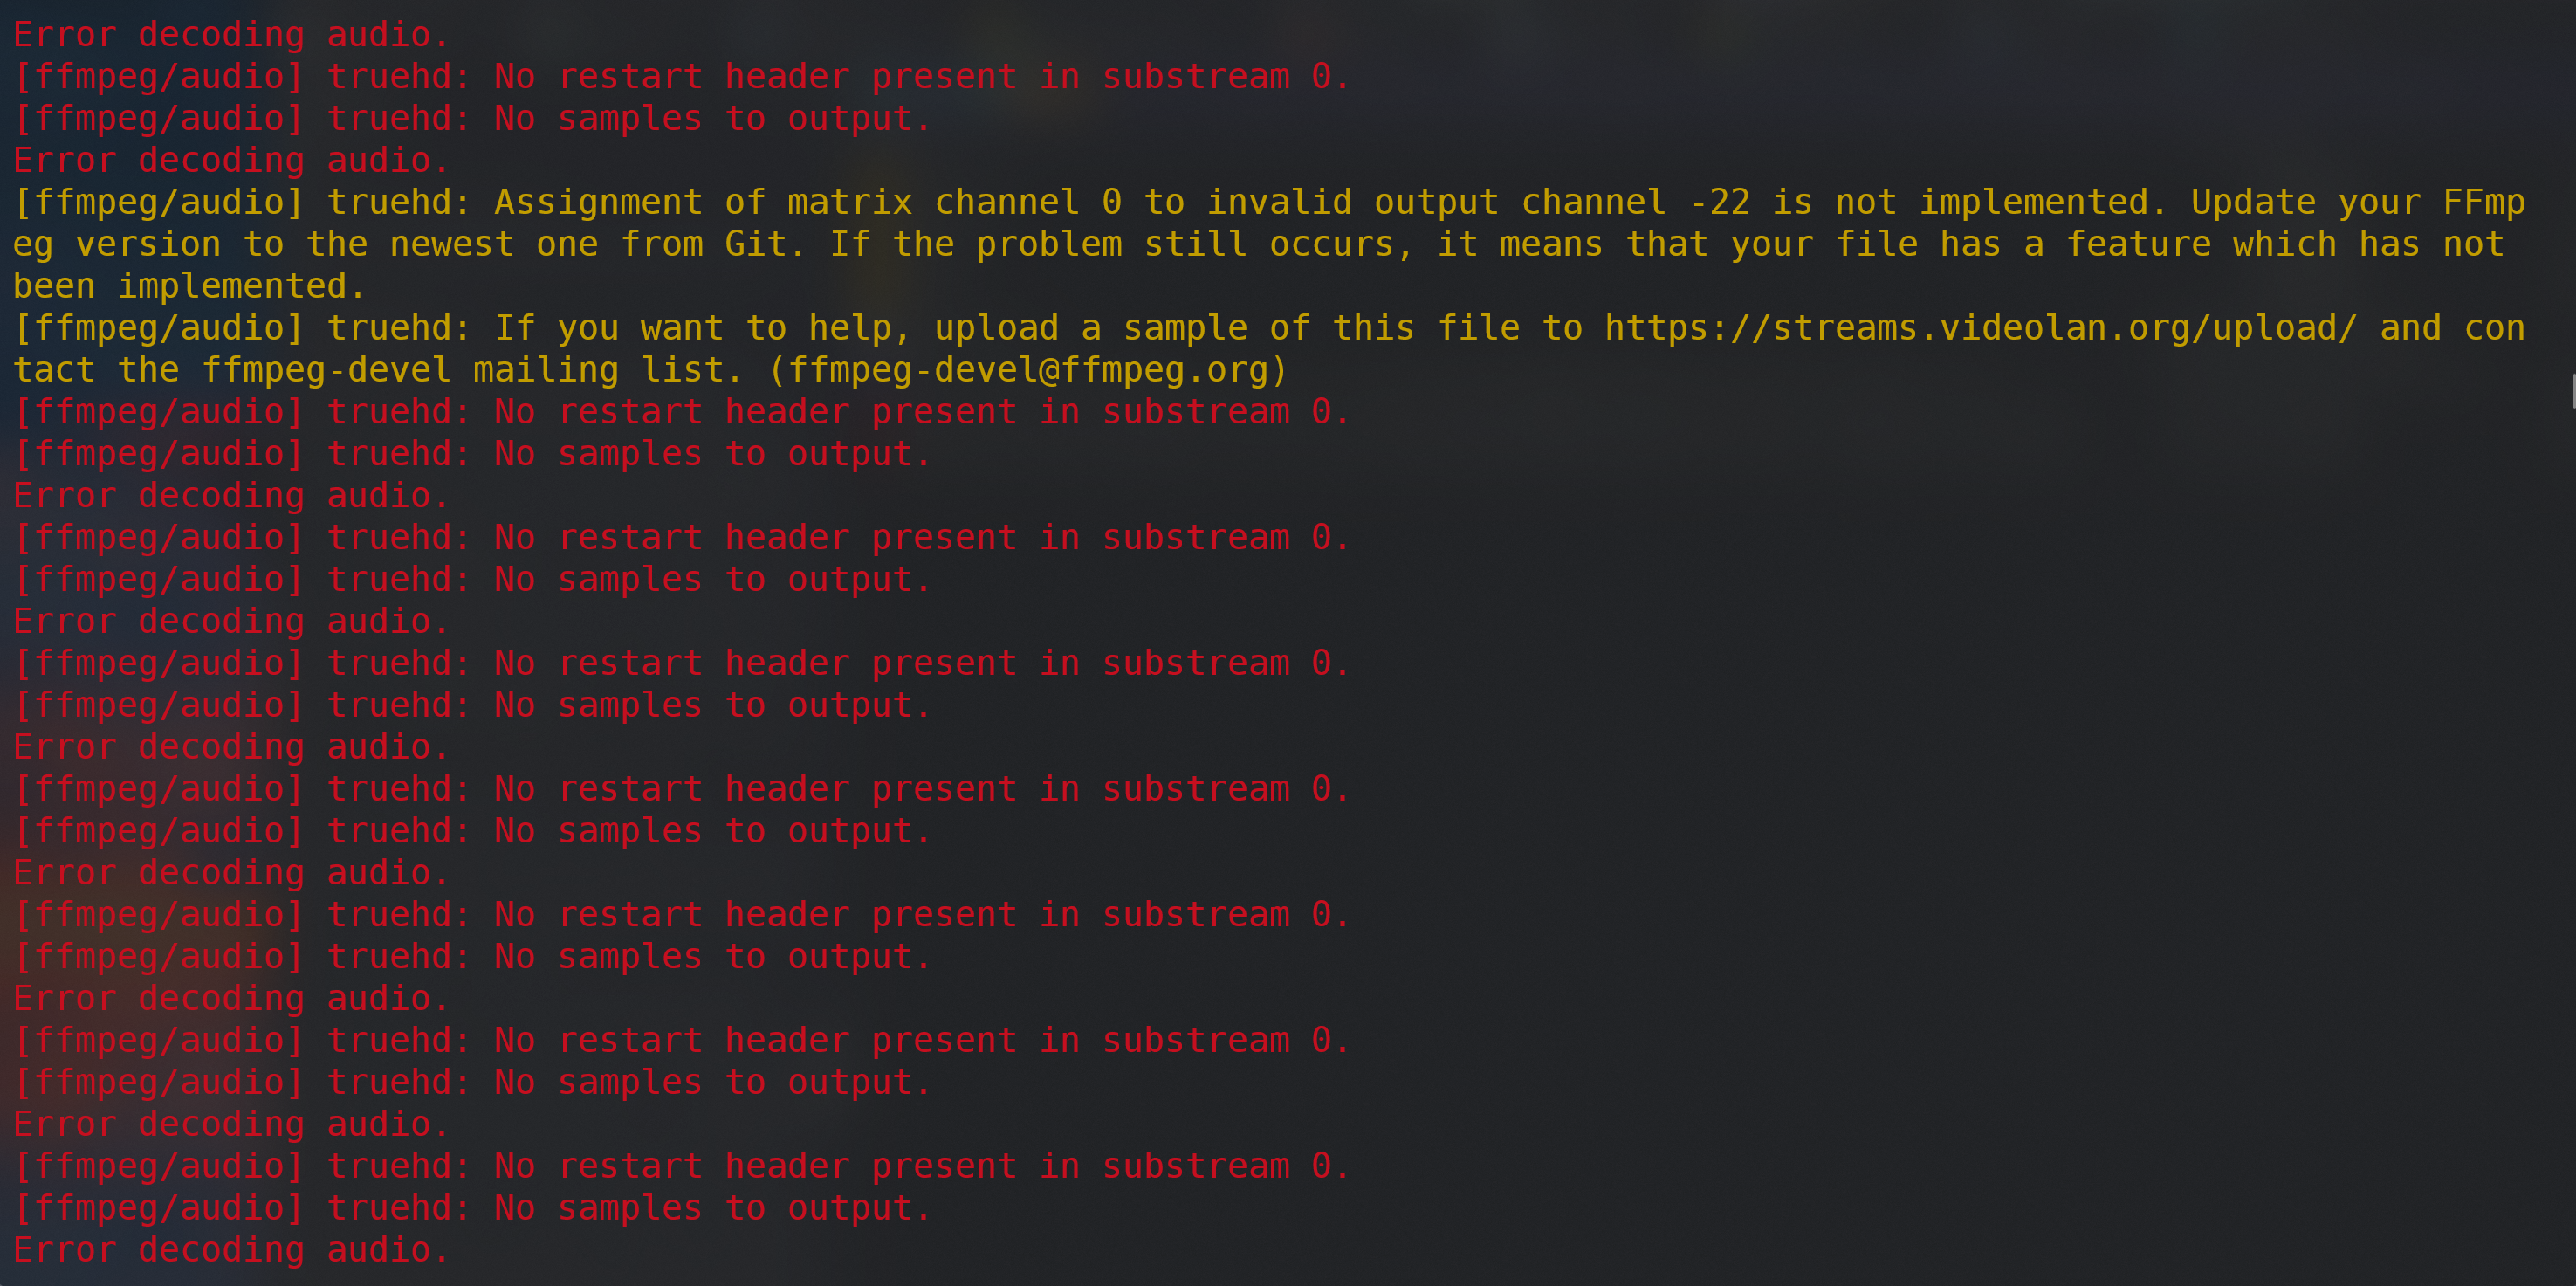 Error decoding audio.
[ffmpeg/audio] truehd: No restart header present in substream 0.
[ffmpeg/audio] truehd: No samples to output.
Error decoding audio.
[ffmpeg/audio] truehd: Assignment of matrix channel 0 to invalid output channel -22 is not implemented. Update your FFmp
eg version to the newest one from Git. If the problem still occurs, it means that your file has a feature which has not
been implemented.
[ffmpeg/audio] truehd: If you want to help, upload a sample of this file to https://streams.videolan.org/upload/ and con
tact the ffmpeg-devel mailing list. (ffmpeg-devel@ffmpeg.org)
[ffmpeg/audio] truehd: No restart header present in substream 0.
[ffmpeg/audio] truehd: No samples to output.
Error decoding audio.
[ffmpeg/audio] truehd: No restart header present in substream 0.
[ffmpeg/audio] truehd: No samples to output.
Error decoding audio.
[ffmpeg/audio] truehd: No restart header present in substream 0.
[ffmpeg/audio] truehd: No samples to output.
Error decoding audio.
[ffmpeg/audio] truehd: No restart header present in substream 0.
[ffmpeg/audio] truehd: No samples to output.
Error decoding audio.
[ffmpeg/audio] truehd: No restart header present in substream 0.
[ffmpeg/audio] truehd: No samples to output.
Error decoding audio.
[ffmpeg/audio] truehd: No restart header present in substream 0.
[ffmpeg/audio] truehd: No samples to output.
Error decoding audio.
[ffmpeg/audio] truehd: No restart header present in substream 0.
[ffmpeg/audio] truehd: No samples to output.
Error decoding audio.